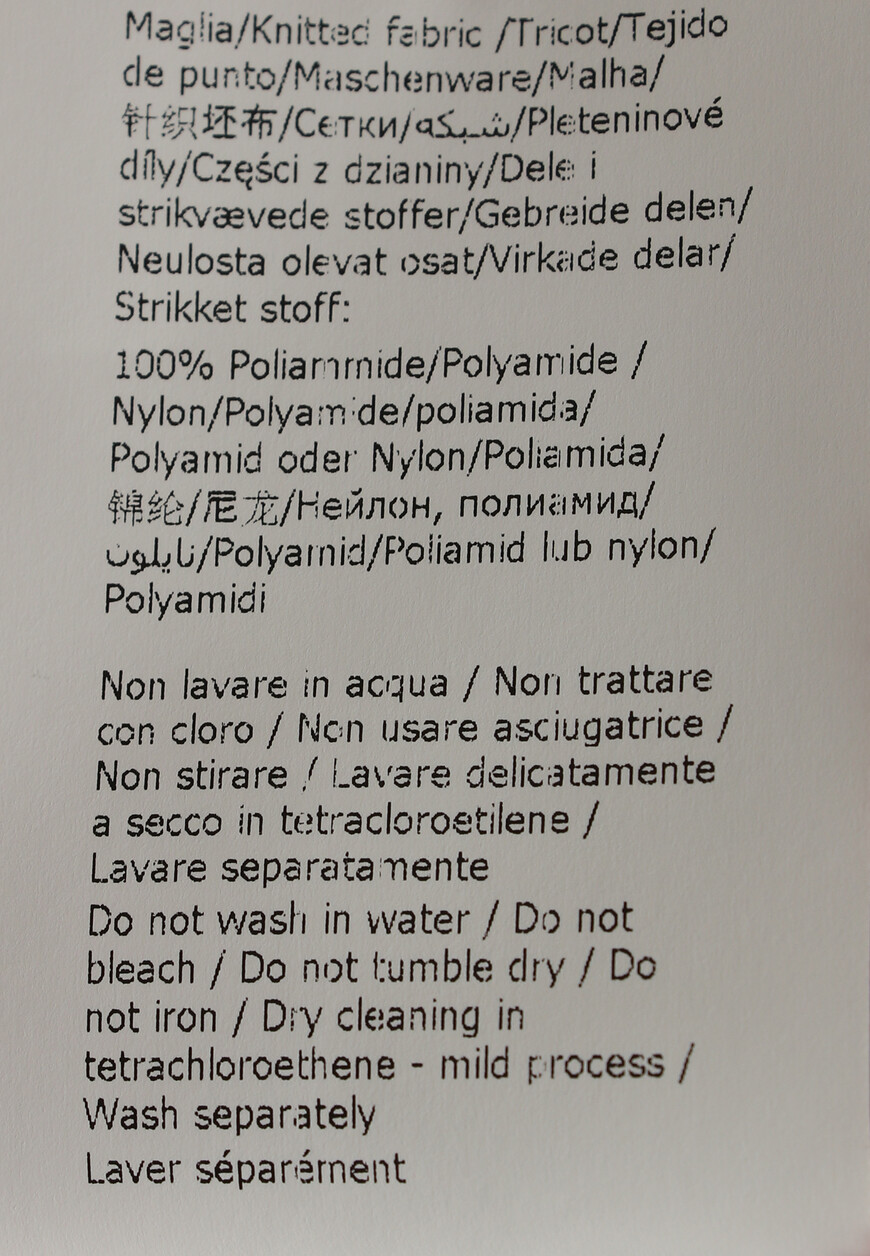 Maglia/Knitted fabric /Tricot/Tejido
de punto/Maschenware/Malha/
针织坯布/Сетки/شبكة/Pleteninové
díly/Części z dzianiny/Dele i
strikvævede stoffer/Gebreide delen/
Neulosta olevat osat/Virkade delar/
Strikket stoff:
100% Poliammide/Polyamide /
Nylon/Polyamide/poliamida/
Polyamid oder Nylon/Poliamida/
锦纶/尼龙/Нейлон, полиамид/
نايلون/Polyamid/Poliamid lub nylon/
Polyamidi
Non lavare in acqua / Non trattare
con cloro / Non usare asciugatrice /
Non stirare / Lavare delicatamente
a secco in tetracloroetilene /
Lavare separatamente
Do not wash in water / Do not
bleach / Do not tumble dry / Do
not iron / Dry cleaning in
tetrachloroethene - mild process /
Wash separately
Laver séparément